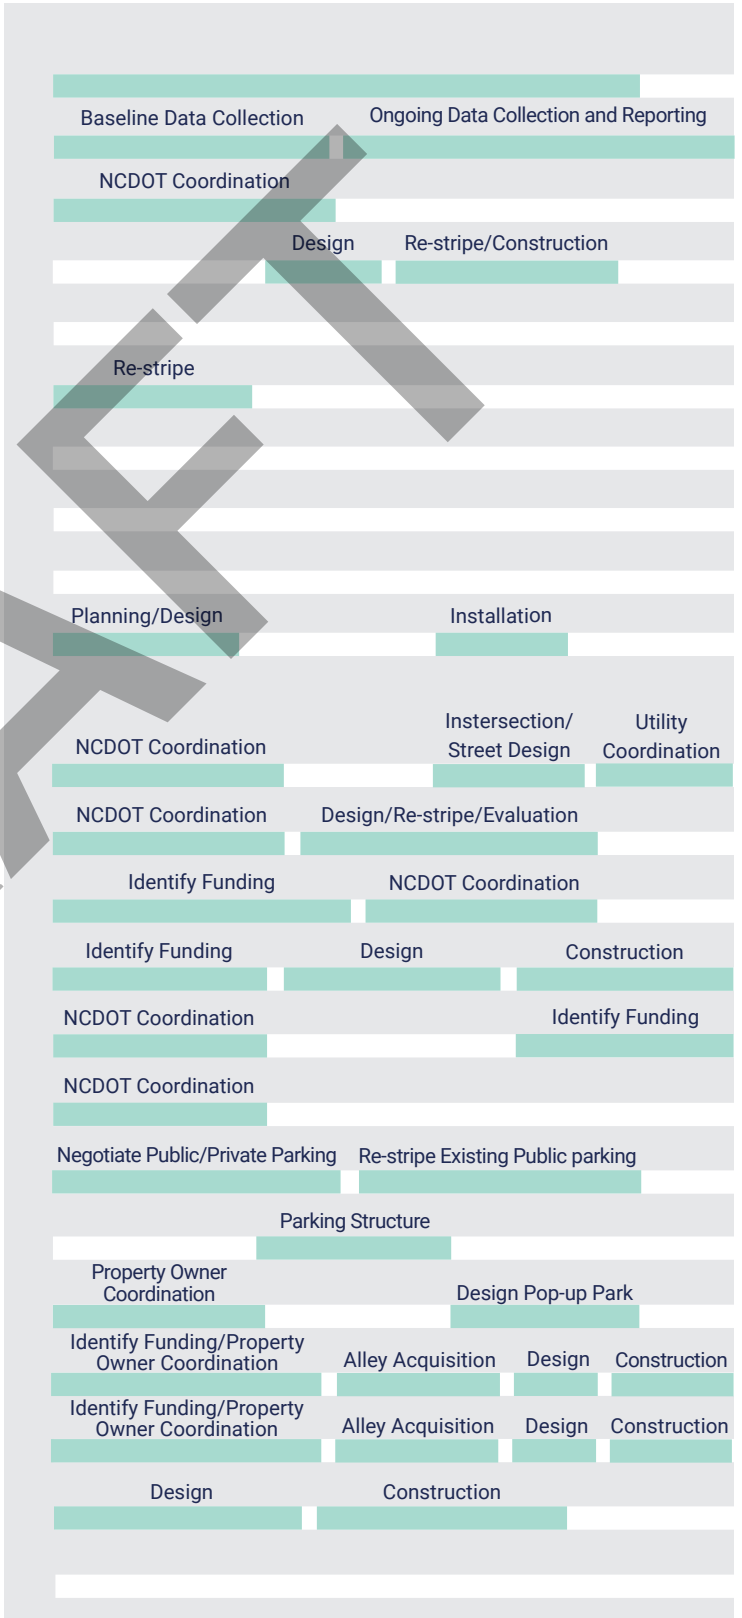 Baseline Data Collection Ongoing Data Collection and Reporting
NCDOT Coordination
Design Re-stripe/Construction
Re-stripe
Planning/Design Installation
Instersection/ Utility
NCDOT Coordination Street Design Coordination
NCDOT Coordination Design/Re-stripe/Evaluation
Identify Funding NCDOT Coordination
Identify Funding Design Construction
NCDOT Coordination Identify Funding
NCDOT Coordination
Negotiate Public/Private Parking Re-stripe Existing Public parking
Parking Structure
Property Owner
Coordination Design Pop-up Park
Identify Funding/Property
Owner Coordination Alley Acquisition Design Construction
Identify Funding/Property
Owner Coordination Alley Acquisition Design Construction
Design Construction
AFT